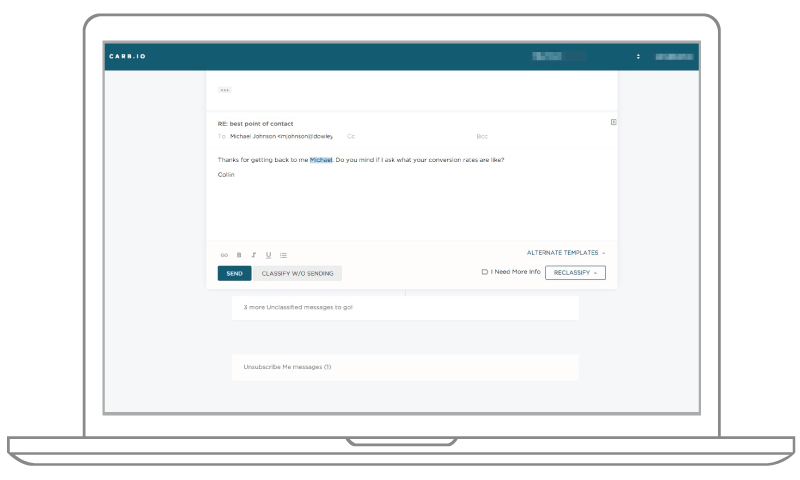 CARB.IO
RE: best point of contact
To Michael Johnson <mjohnson@dowley Cc Bcc
Thanks for getting back to me Michael. Do you mind if I ask what your conversion rates are like?
Collin
B I U
ALTERNATE TEMPLATES
SEND CLASSIFY W/O SENDING I Need More Info RECLASSIFY
3 more Unclassified messages to go!
Unsubscribe Me messages (1)